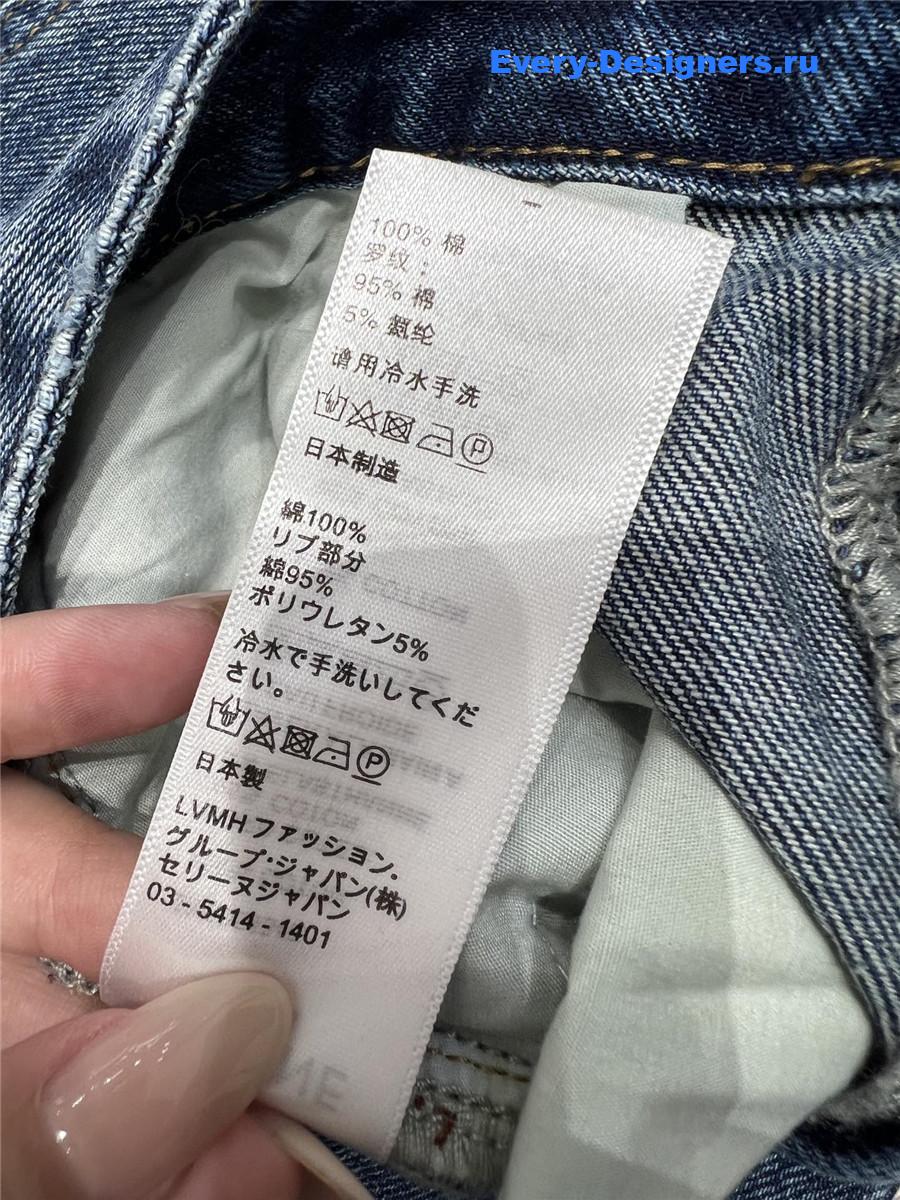 Every-Designers.ru
100% 棉
罗纹：
95% 棉
5% 氨纶
请用冷水手洗
P
日本制造
綿100%
リブ部分
綿95%
ポリウレタン5%
冷水で手洗いしてくだ
さい。
P
日本製
LVMHファッション.
グループ·ジャパン(株)
セリーヌジャパン
03 - 5414 - 1401